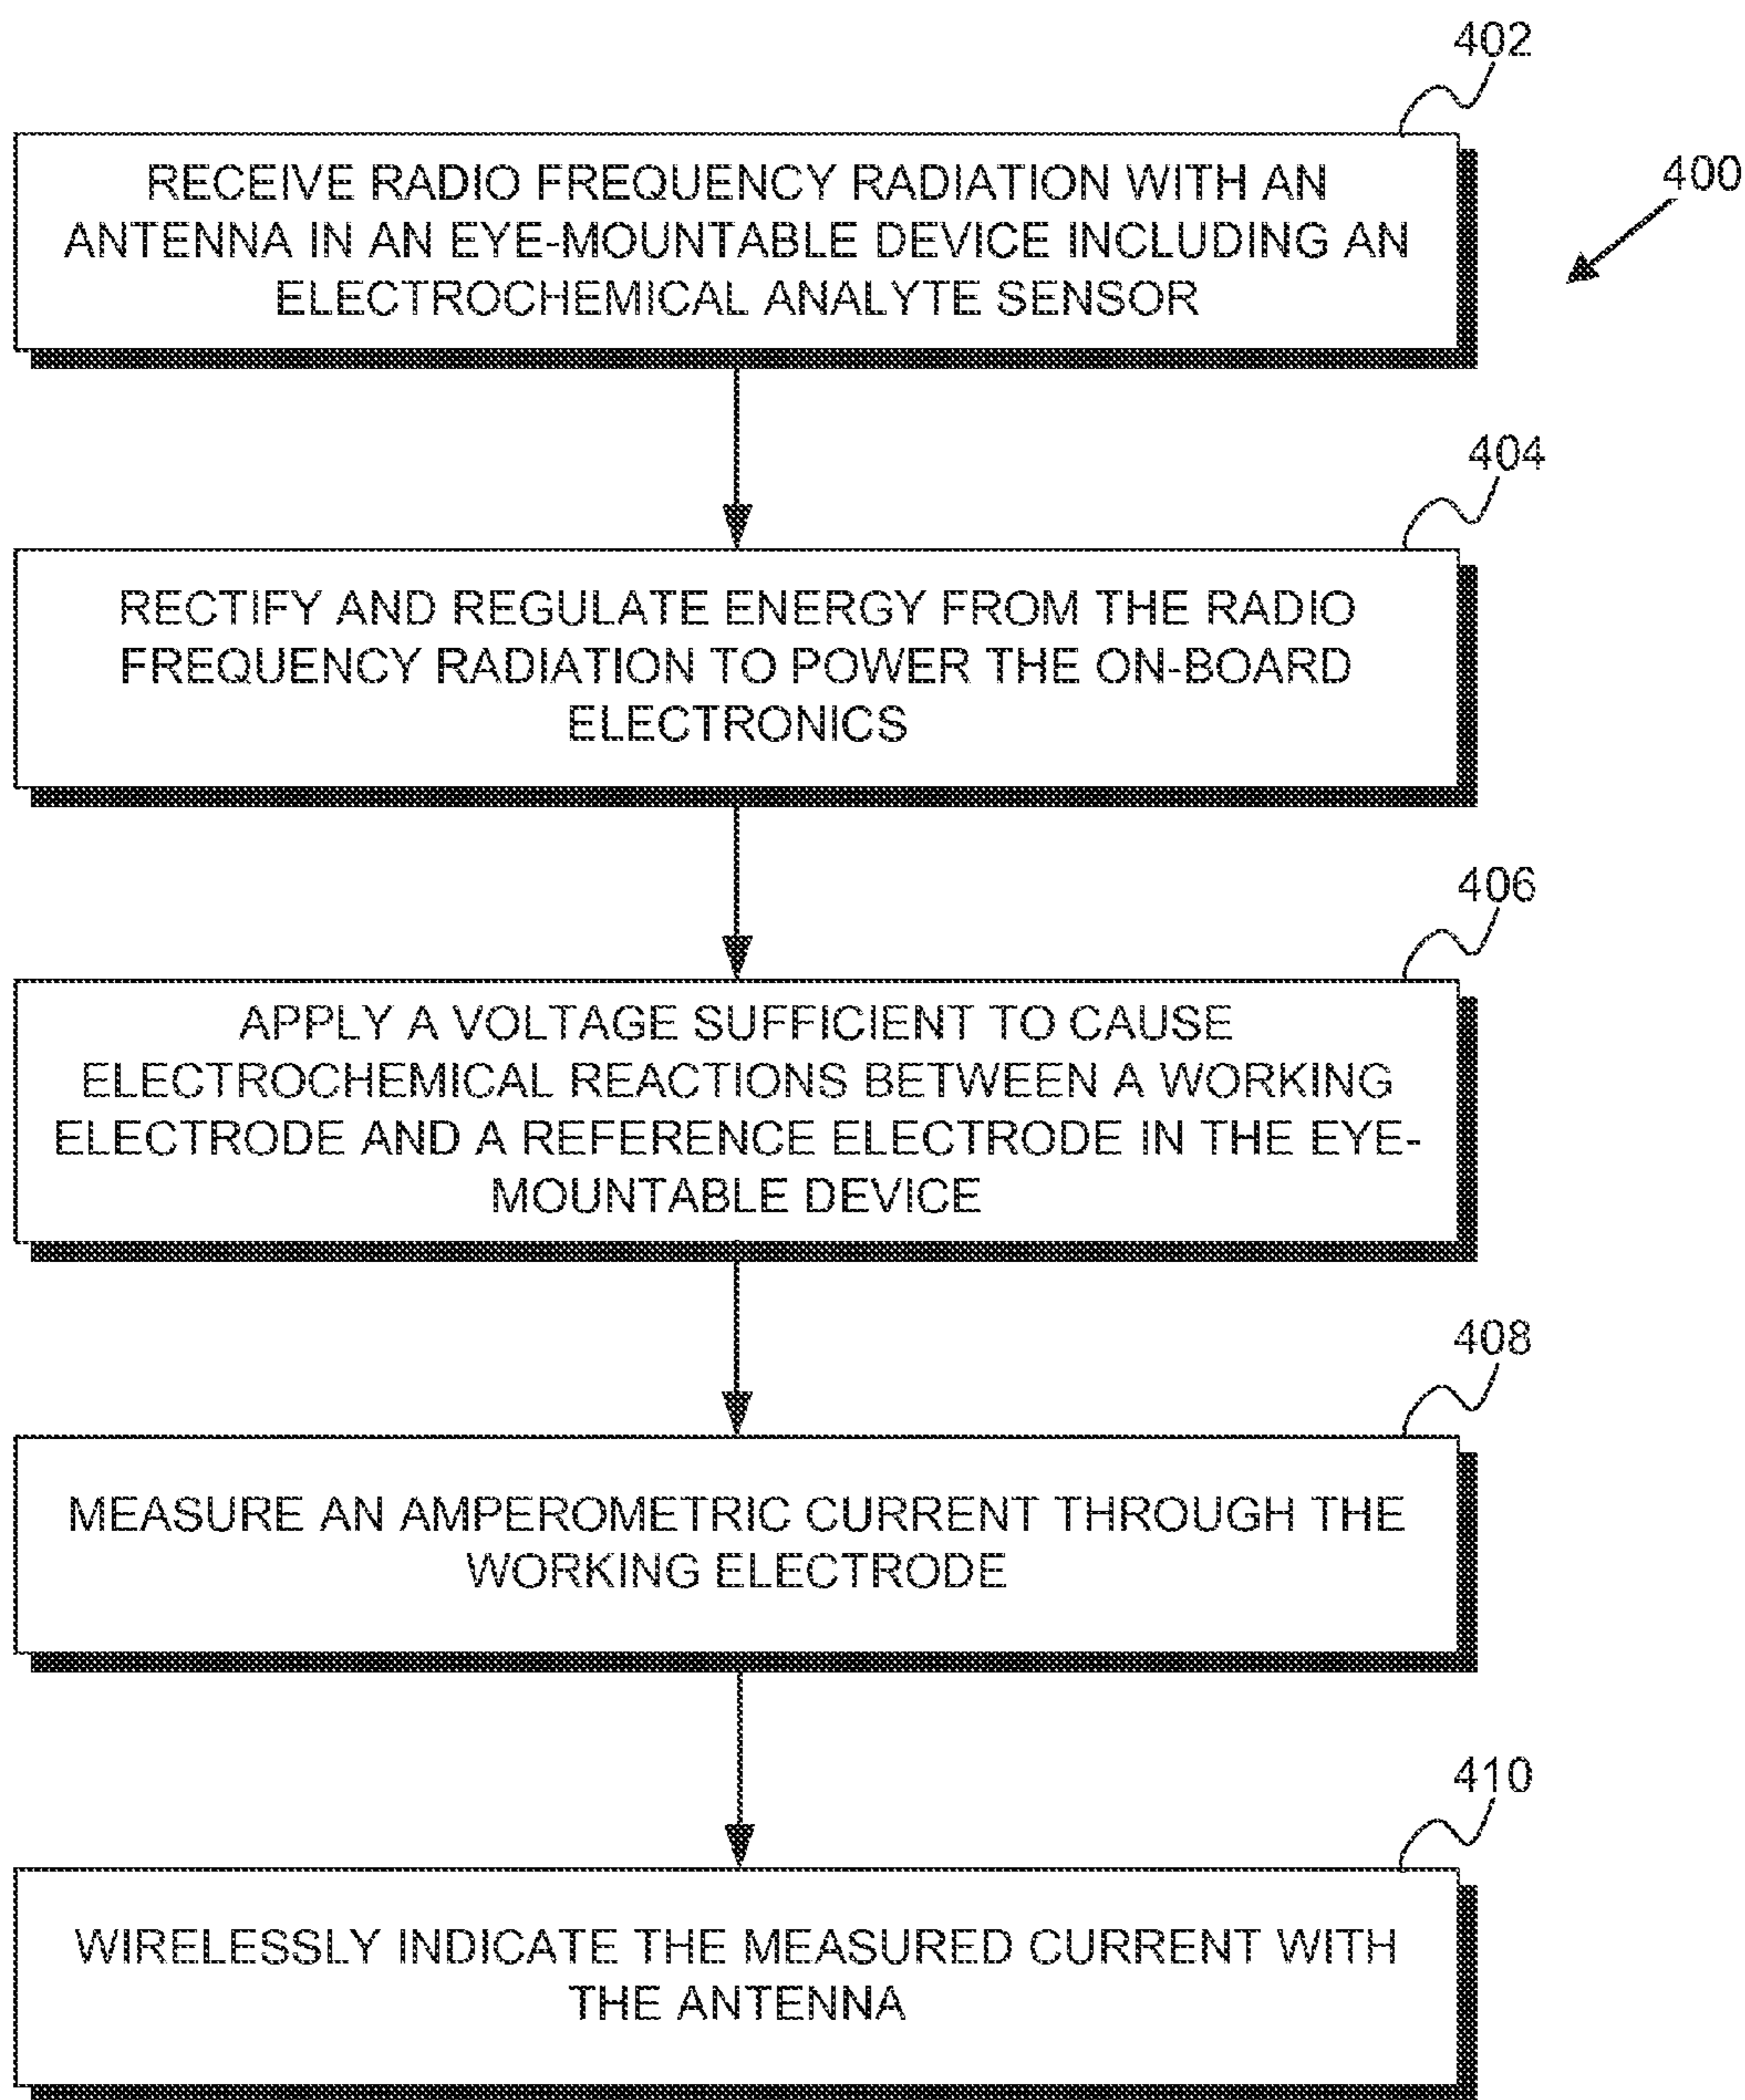 402
400
RECEIVE RADIO FREQUENCY RADIATION WITH AN
ANTENNA IN AN EYE-MOUNTABLE DEVICE INCLUDING AN
ELECTROCHEMICAL ANALYTE SENSOR
404
RECTIFY AND REGULATE ENERGY FROM THE RADIO
FREQUENCY RADIATION TO POWER THE ON-BOARD
ELECTRONICS
406
APPLY A VOLTAGE SUFFICIENT TO CAUSE
ELECTROCHEMICAL REACTIONS BETWEEN A WORKING
ELECTRODE AND A REFERENCE ELECTRODE IN THE EYE-
MOUNTABLE DEVICE
408
MEASURE AN AMPEROMETRIC CURRENT THROUGH THE
WORKING ELECTRODE
410
WIRELESSLY INDICATE THE MEASURED CURRENT WITH
THE ANTENNA